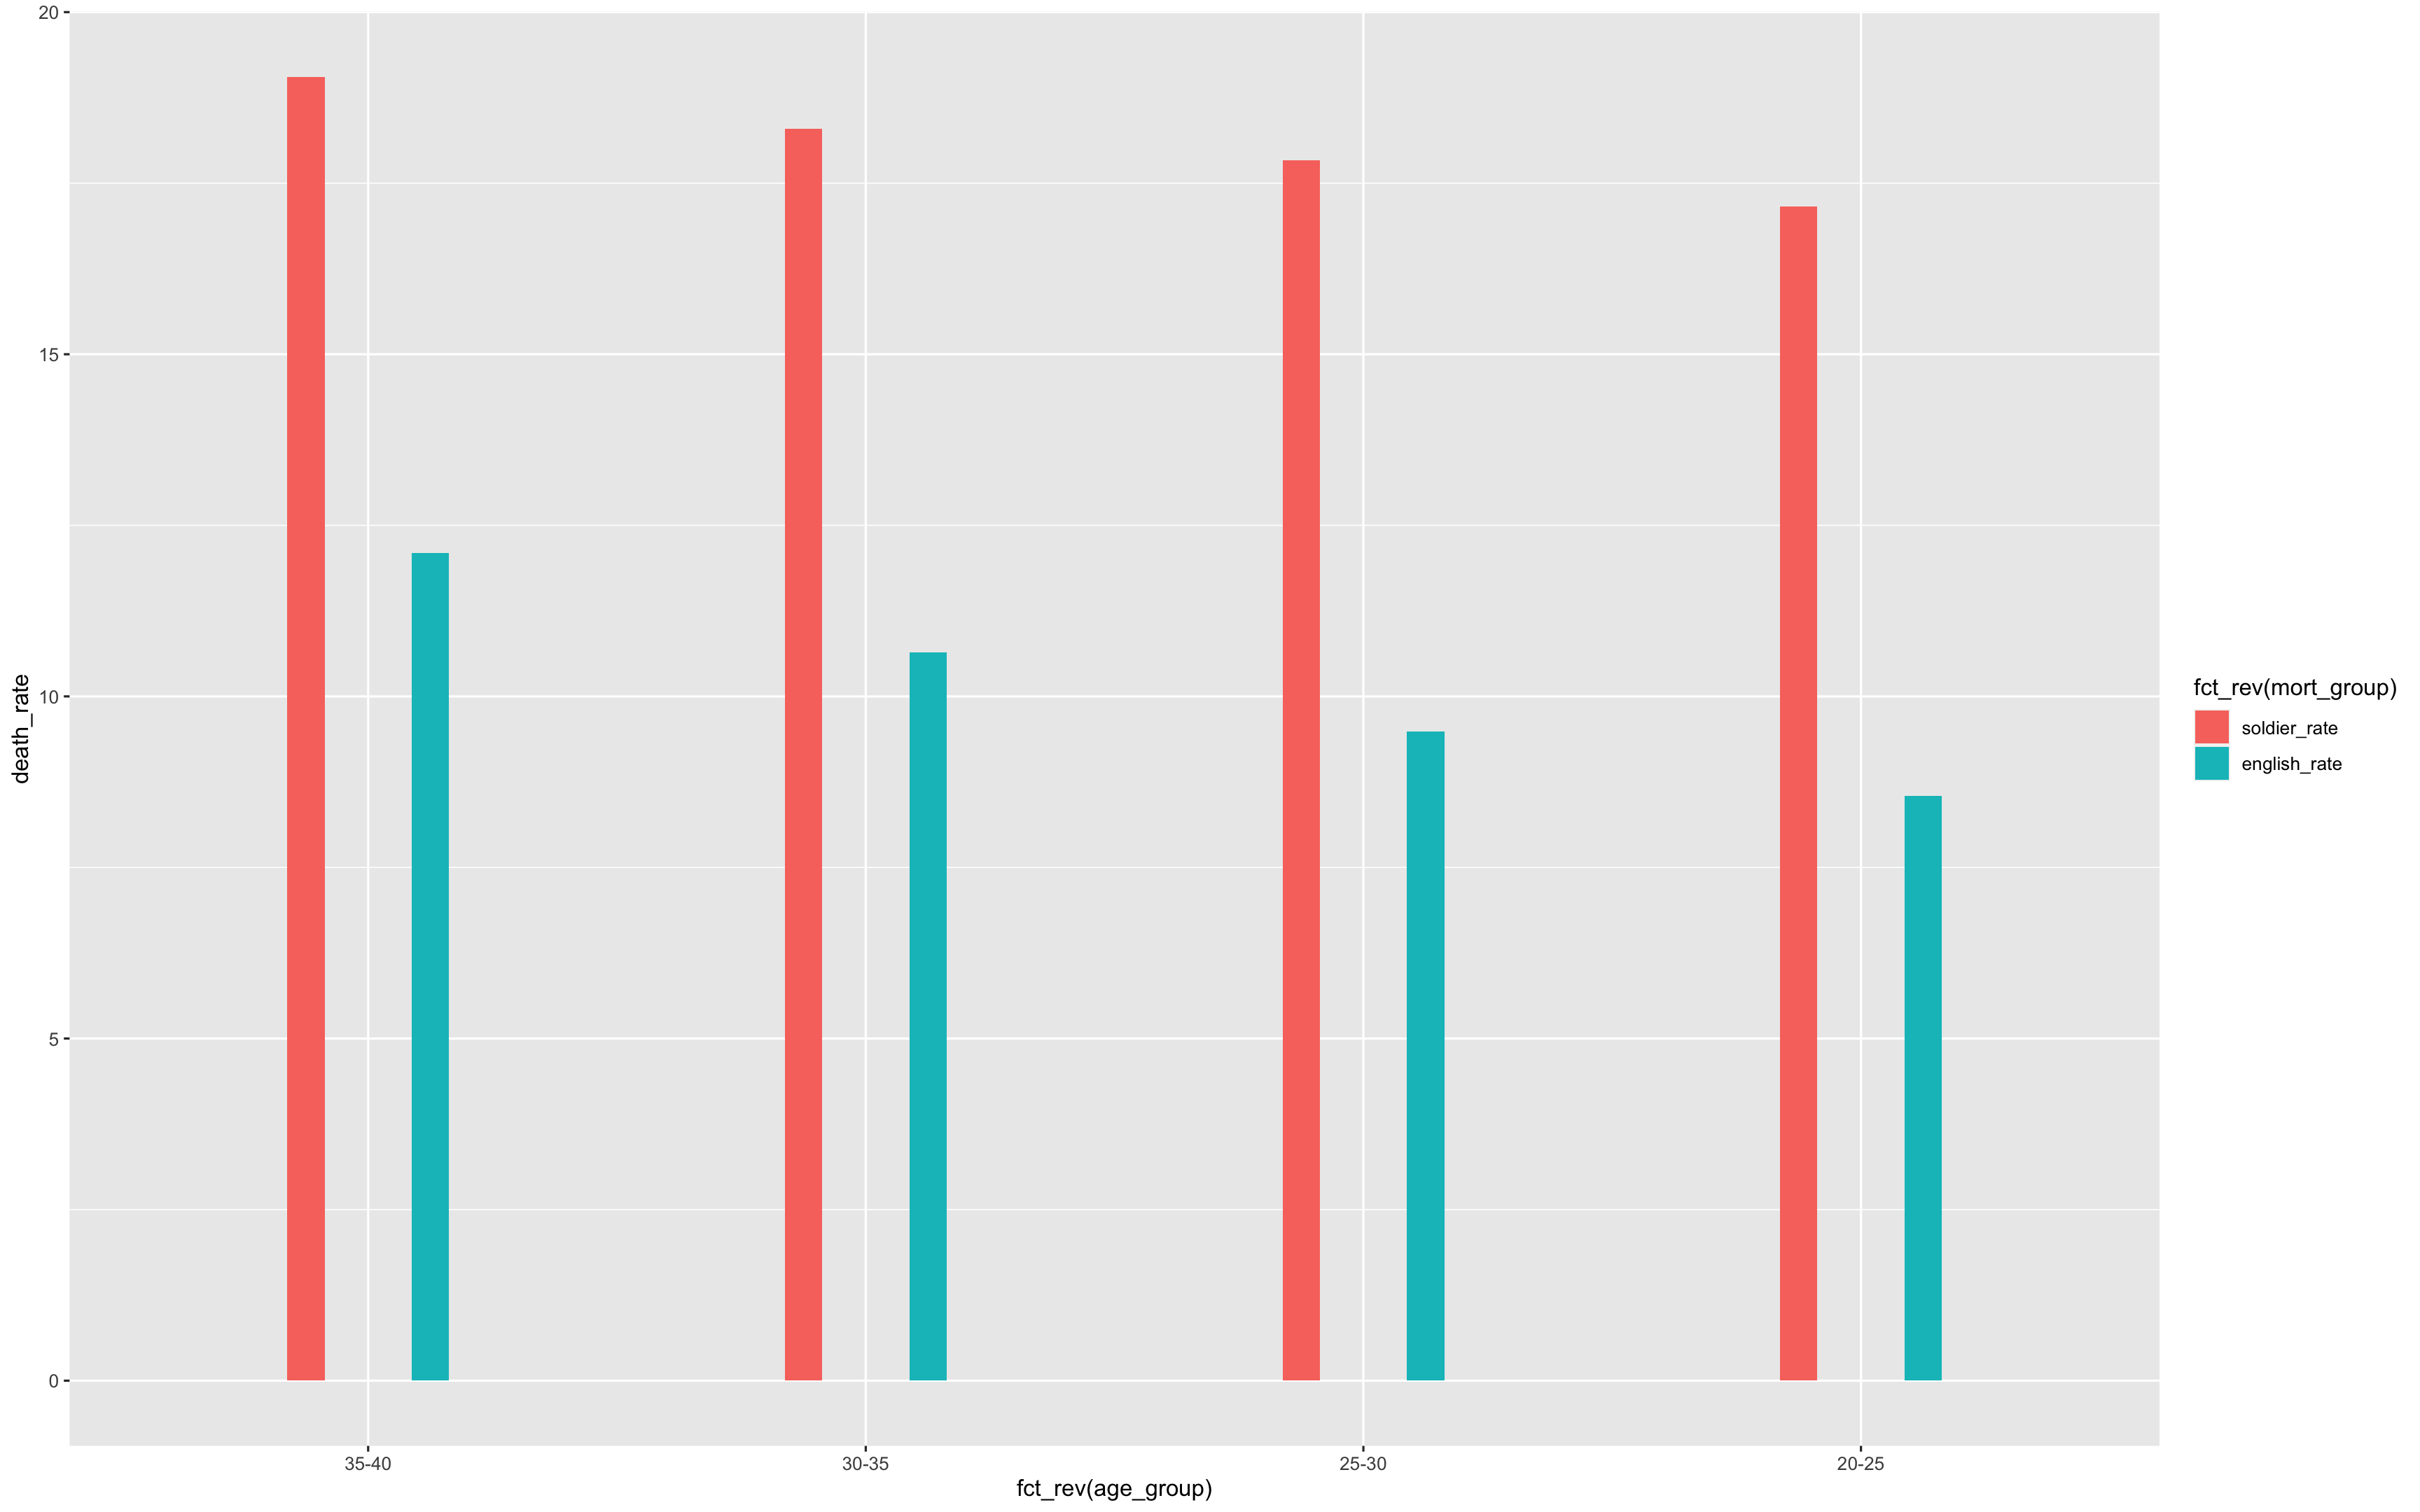 20
15
10
5
0
death_rate
35-40
30-35
25-30
20-25
fct_rev(age_group)
fct_rev(mort_group)
soldier_rate
english_rate